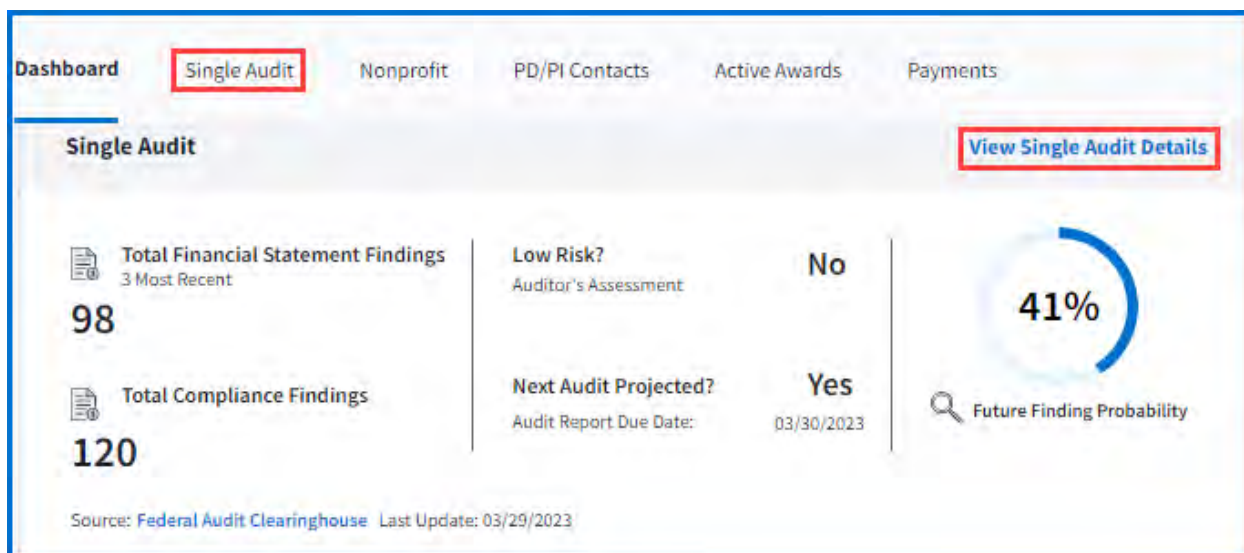 Dashboard Single Audit Nonprofit PD/PI Contacts Active Awards Payments
Single Audit View Single Audit Details
Total Financial Statement Findings
3 Most Recent
98
Total Compliance Findings
120
Low Risk? No
Auditor's Assessment
Next Audit Projected? Yes
Audit Report Due Date: 03/30/2023
41%
Future Finding Probability
Source: Federal Audit Clearinghouse Last Update: 03/29/2023